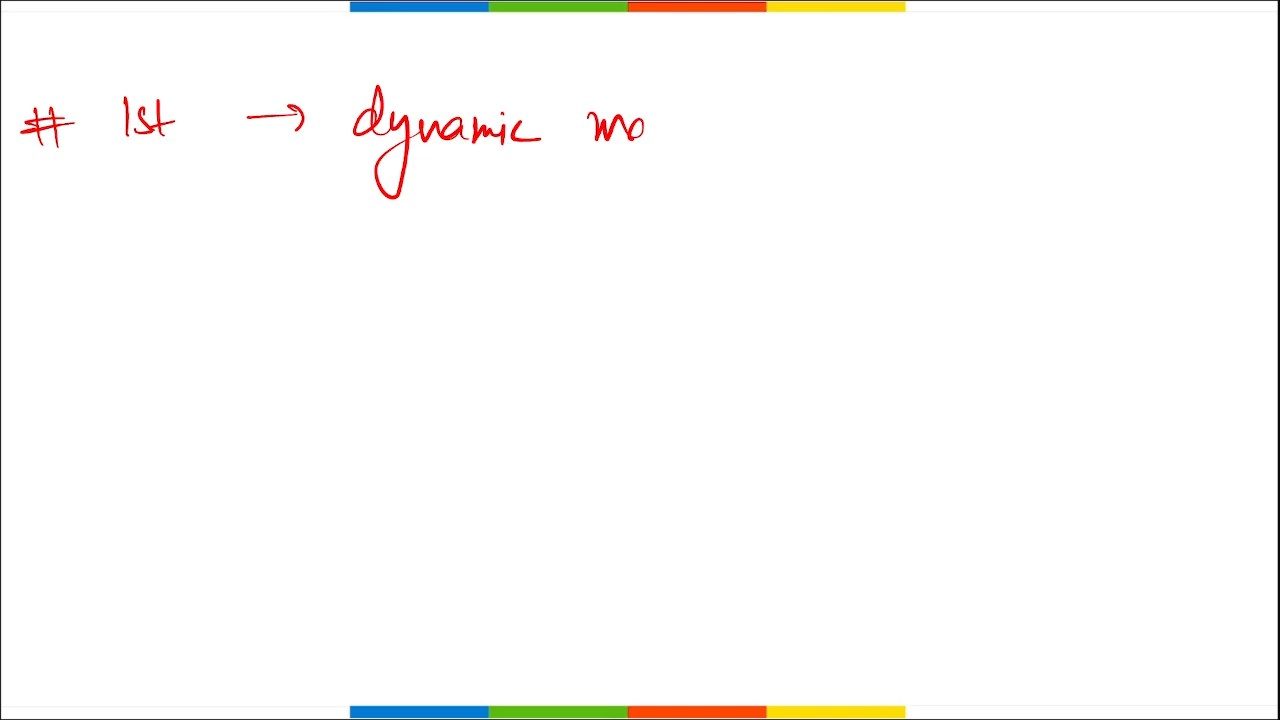 # 1st → dynamic mo